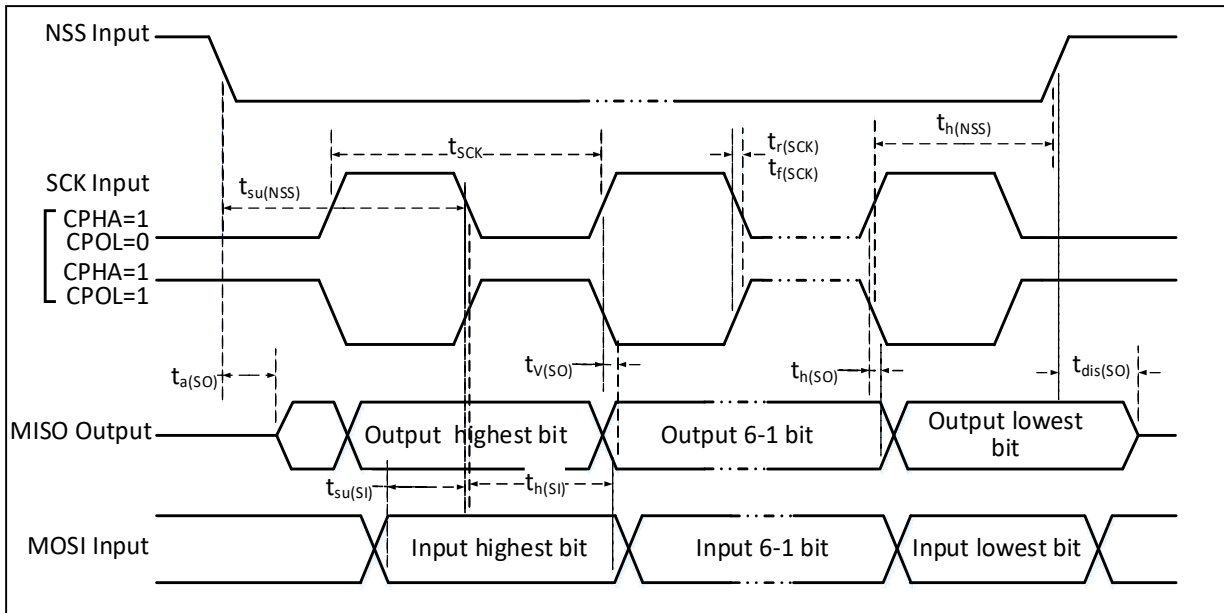 NSS Input
t_h(NSS)
t_SCK
t_r(SCK)
t_f(SCK)
SCK Input
t_su(NSS)
CPHA=1
CPOL=0
CPHA=1
CPOL=1
t_a(SO)
t_V(SO)
t_h(SO)
t_dis(SO)
MISO Output
Output highest bit
Output 6-1 bit
Output lowest
bit
t_su(SI)
t_h(SI)
MOSI Input
Input highest bit
Input 6-1 bit
Input lowest bit